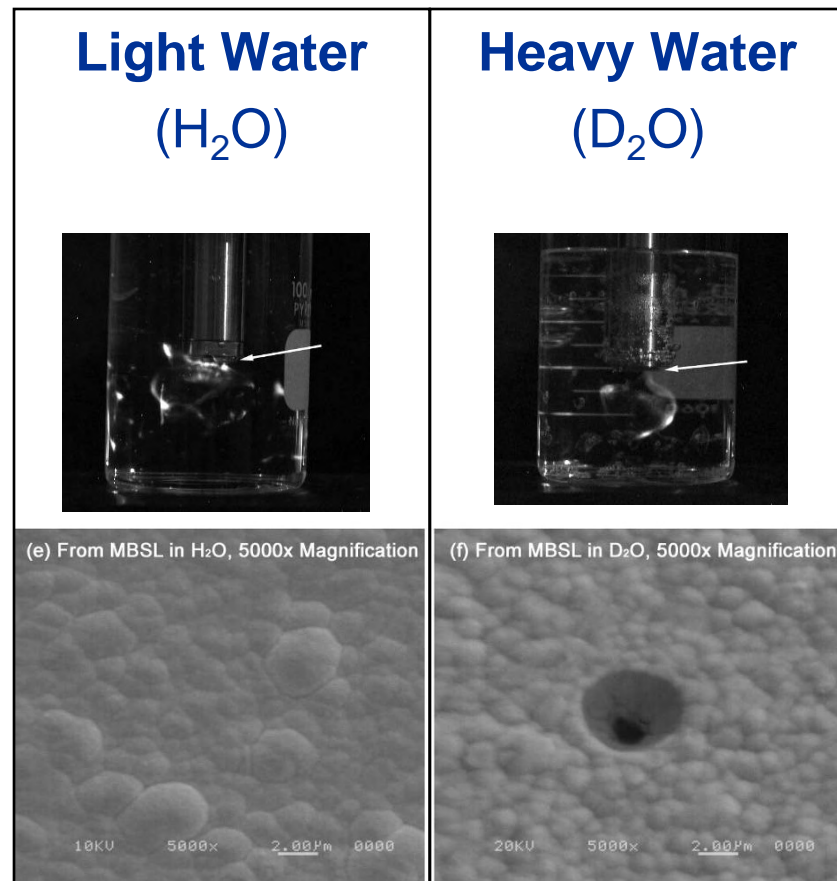 Light Water
(H₂O)
100
(e) From MBSL in H₂O, 5000x Magnification
10KV 5000x 2.00µm 0000
Heavy Water
(D₂O)
(f) From MBSL in D₂O, 5000x Magnification
20KV 5000x 2.00µm 0000